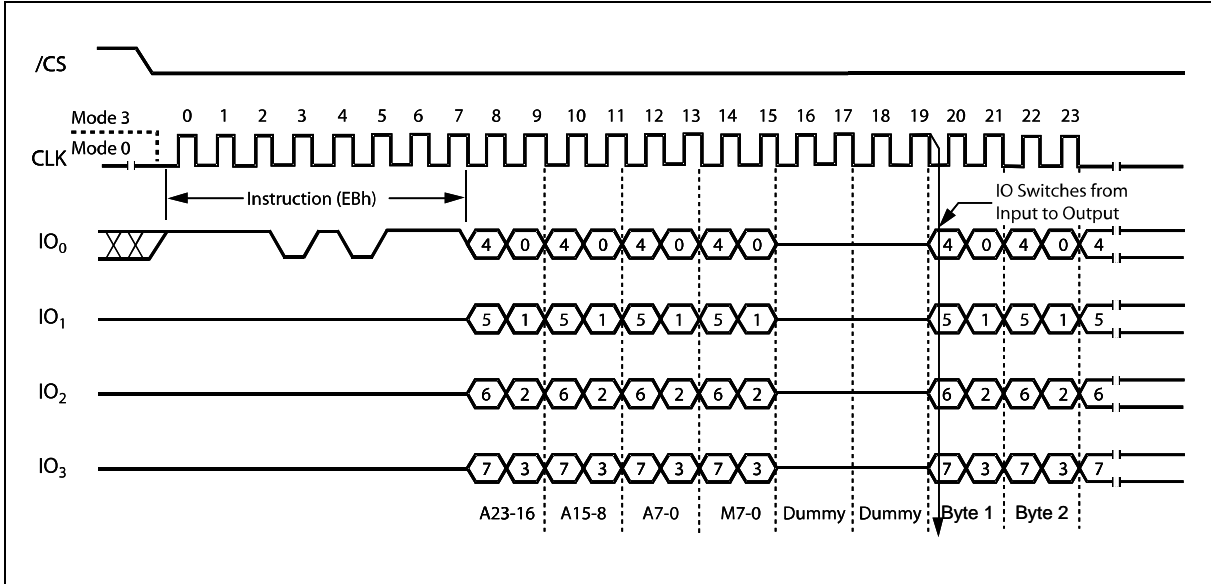 /CS
Mode 3
0 1 2 3 4 5 6 7 8 9 10 11 12 13 14 15 16 17 18 19 20 21 22 23
Mode 0
CLK
Instruction (EBh)
IO Switches from
Input to Output
IO0
4 0 4 0 4 0 4 0 4 0 4 0 4
IO1
5 1 5 1 5 1 5 1 5 1 5 1 5
IO2
6 2 6 2 6 2 6 2 6 2 6 2 6
IO3
7 3 7 3 7 3 7 3 7 3 7 3 7
A23-16 A15-8 A7-0 M7-0 Dummy Dummy Byte 1 Byte 2